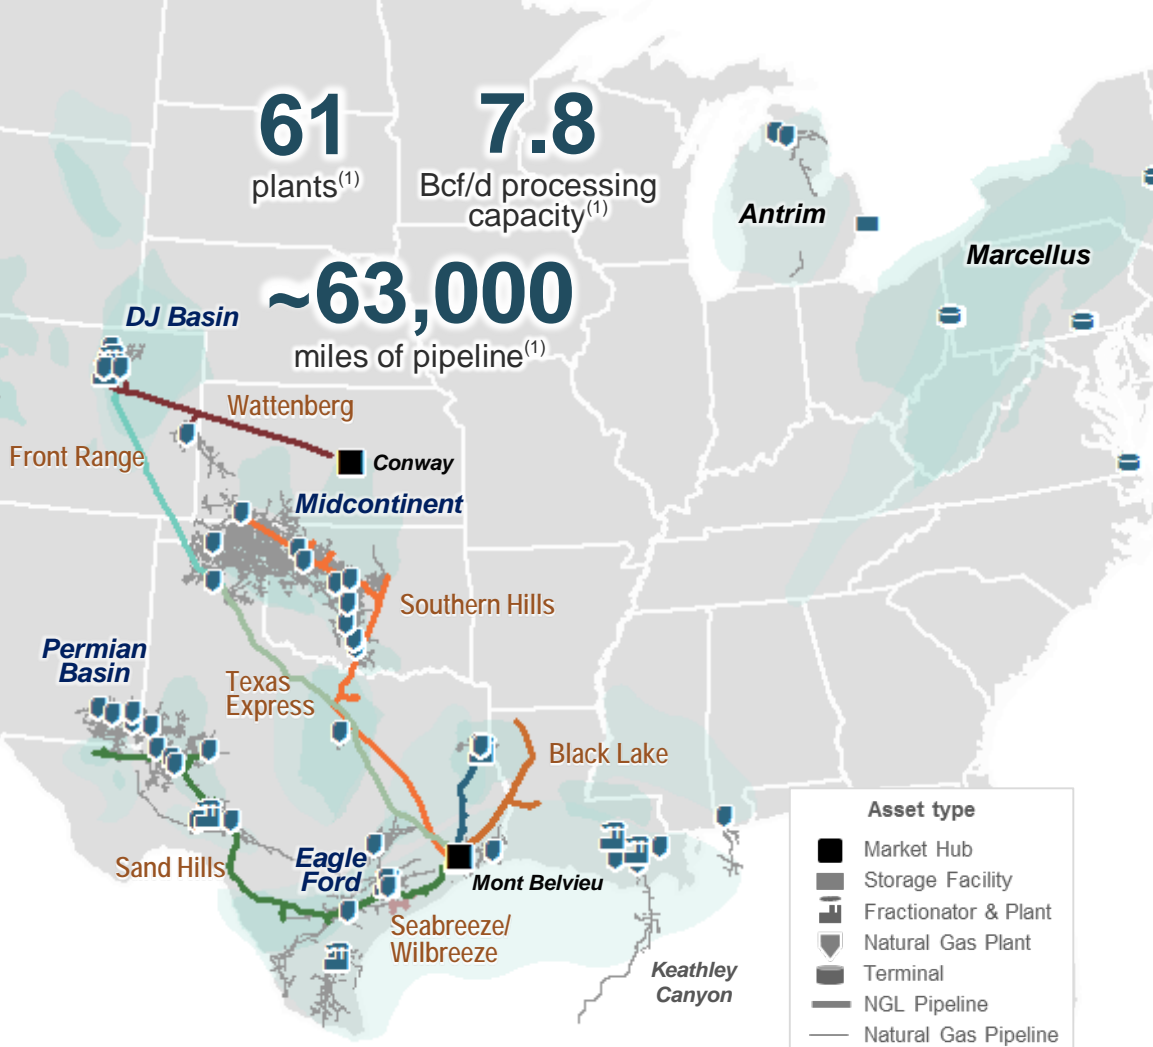 61
plants(1)
7.8
Bcf/d processing
capacity(1)
~63,000
miles of pipeline(1)
Antrim
Marcellus
DJ Basin
Wattenberg
Front Range
Conway
Midcontinent
Southern Hills
Permian
Basin
Texas
Express
Black Lake
Sand Hills
Eagle
Ford
Mont Belvieu
Seabreeze/
Wilbreeze
Keathley
Canyon
Asset type
Market Hub
Storage Facility
Fractionator & Plant
Natural Gas Plant
Terminal
NGL Pipeline
Natural Gas Pipeline